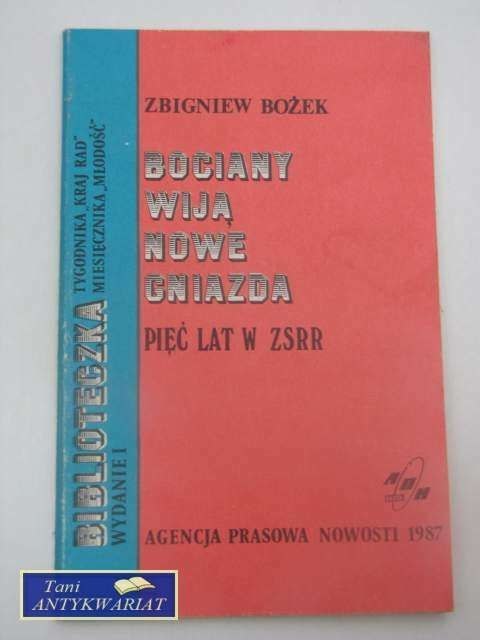 ZBIGNIEW BOŻEK
BOCIANY
WIJĄ
NOWE
GNIAZDA
PIĘĆ LAT W ZSRR
AGENCJA PRASOWA NOWOSTI 1987
BIBLIOTECZKA
TYGODNIKA „KRAJ RAD"
MIESIĘCZNIKA „MŁODOŚĆ"
WYDANIE I
Tani
ANTYKWARIAT